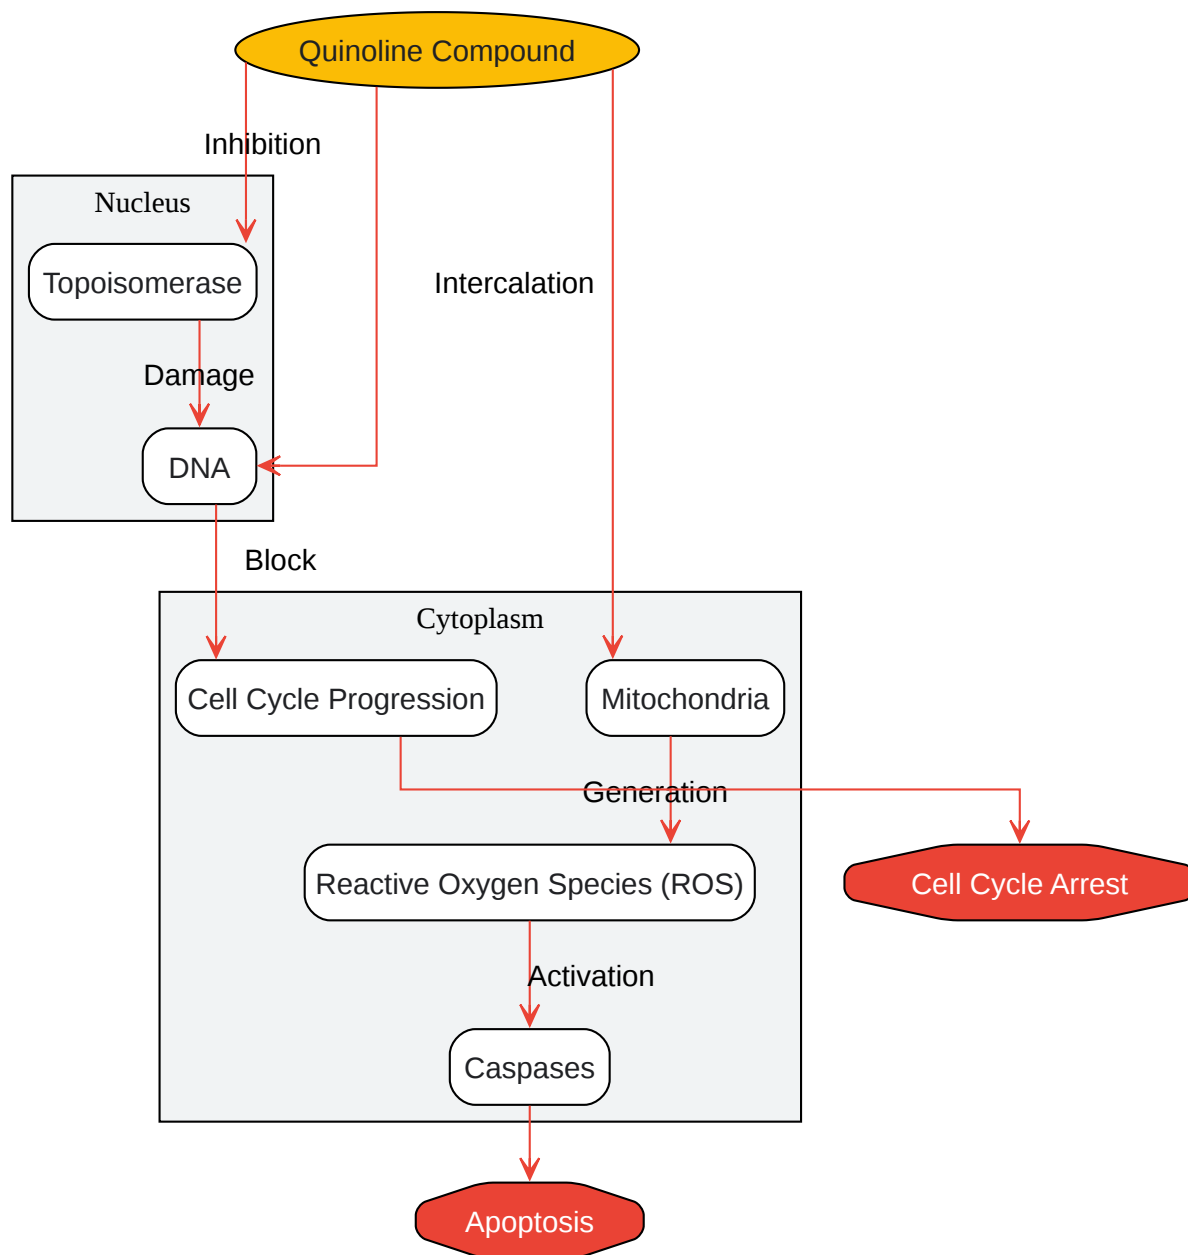 Quinoline Compound
Inhibition
Nucleus
Topoisomerase
Intercalation
Damage
DNA
Block
Cytoplasm
Cell Cycle Progression
Mitochondria
Generation
Reactive Oxygen Species (ROS)
Cell Cycle Arrest
Activation
Caspases
Apoptosis